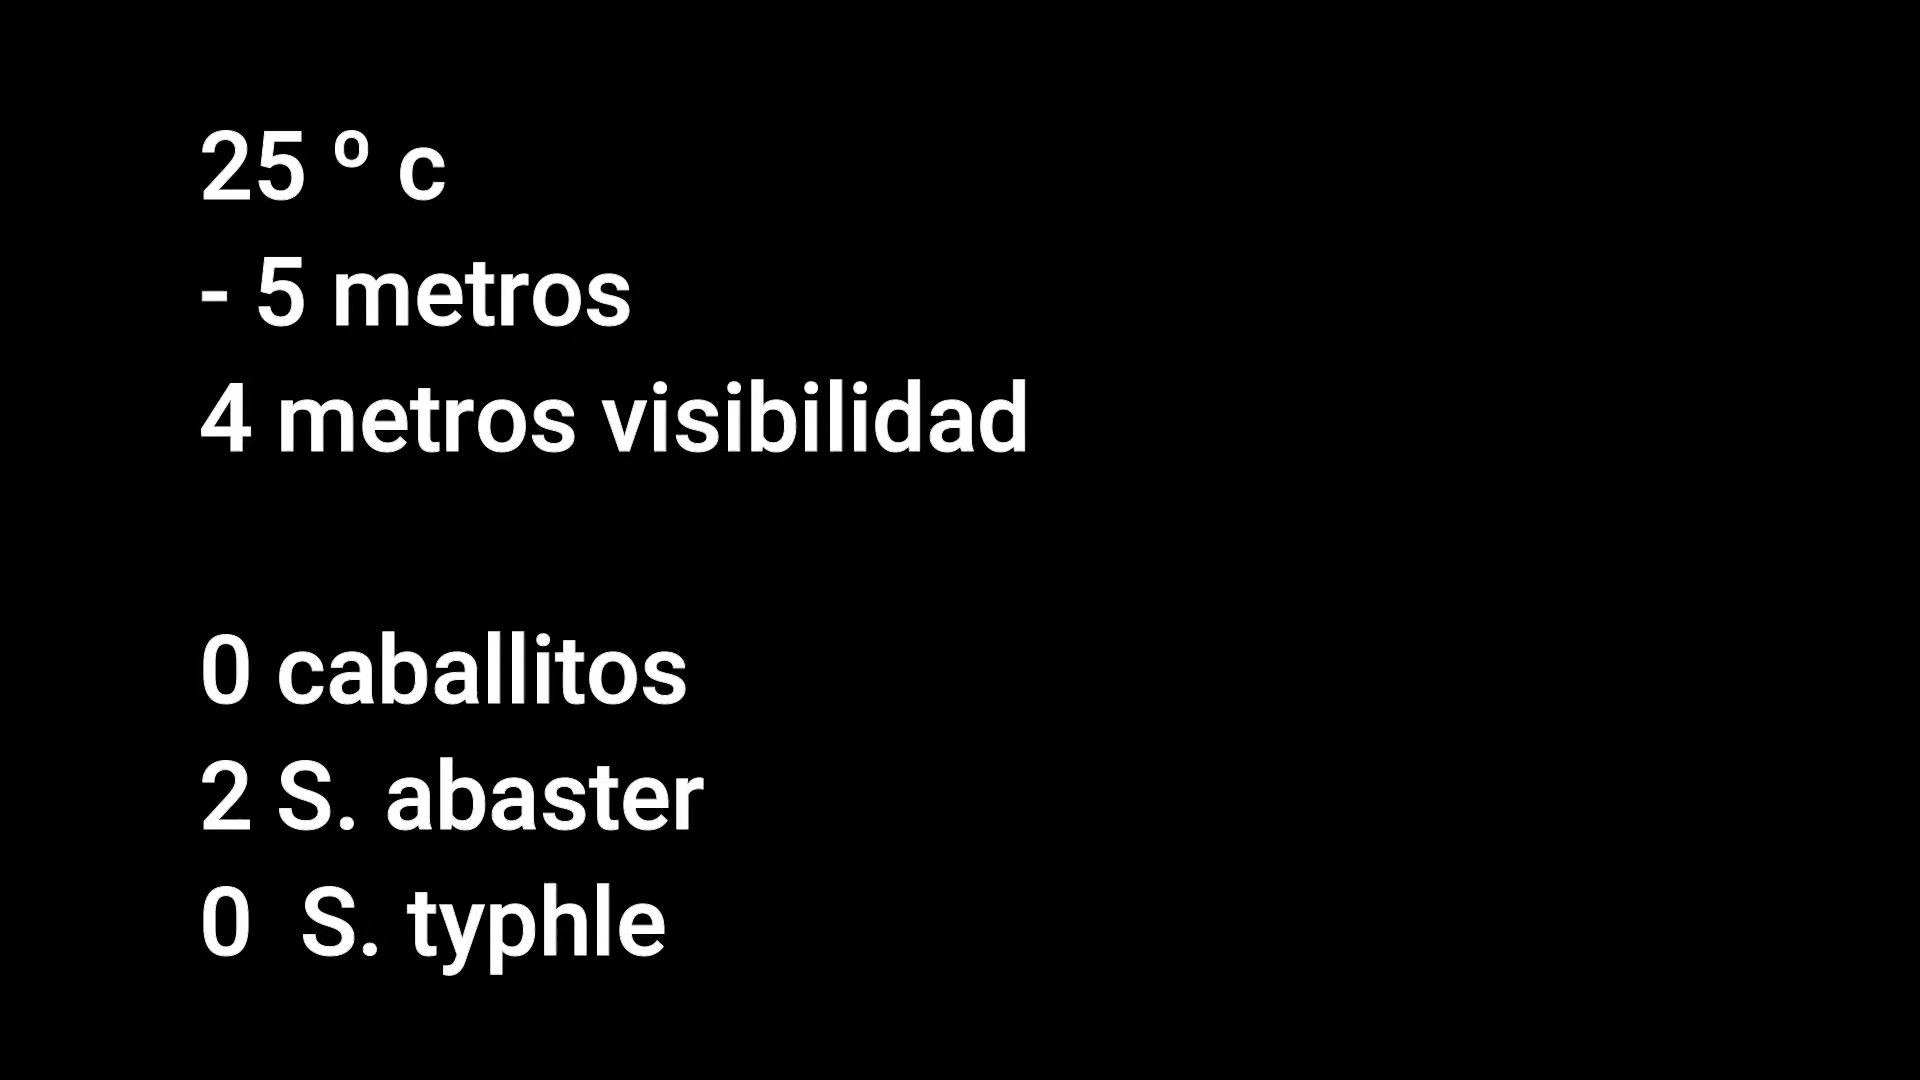 25 º c
- 5 metros
4 metros visibilidad
0 caballitos
2 S. abaster
0  S. typhle